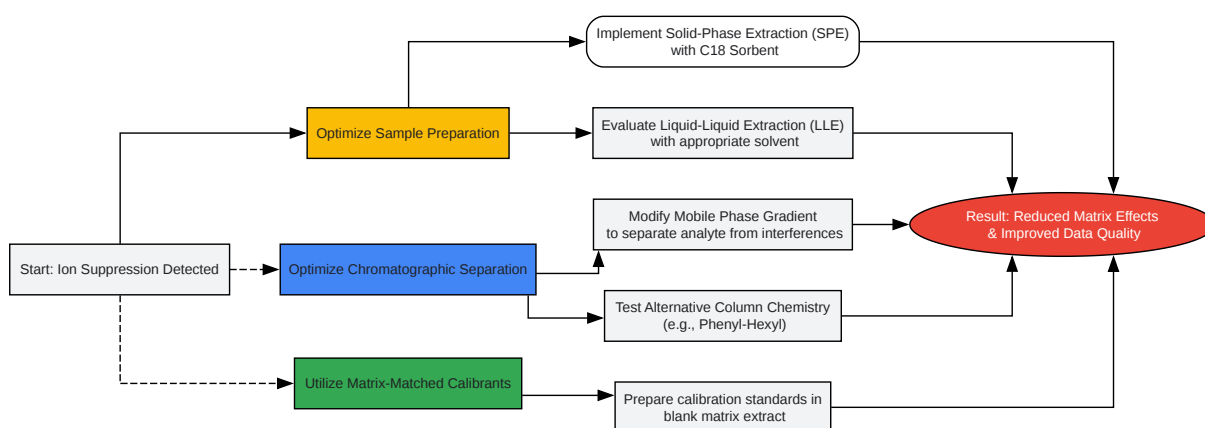 Implement Solid-Phase Extraction (SPE)
with C18 Sorbent
Optimize Sample Preparation
Evaluate Liquid-Liquid Extraction (LLE)
with appropriate solvent
Modify Mobile Phase Gradient
to separate analyte from interferences
Result: Reduced Matrix Effects
& Improved Data Quality
Start: Ion Suppression Detected
Optimize Chromatographic Separation
Test Alternative Column Chemistry
(e.g., Phenyl-Hexyl)
Utilize Matrix-Matched Calibrants
Prepare calibration standards in
blank matrix extract